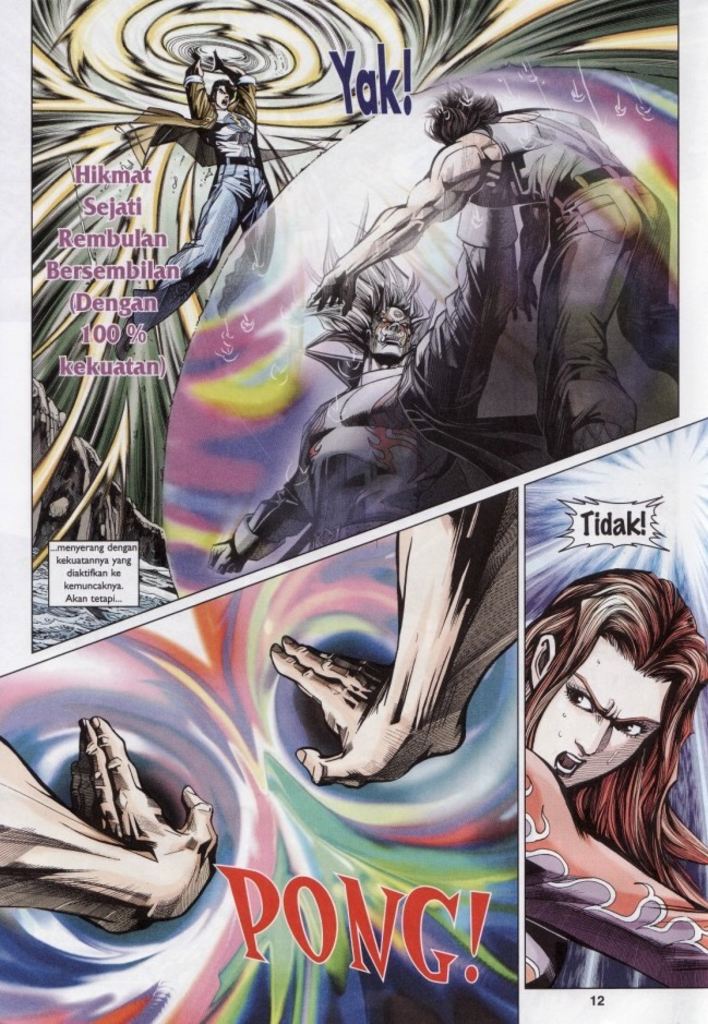 Yak!
Hikmat
Sejati
Rembulan
Bersembilan
(Dengan
100 %
kekuatan)
...menyerang dengan
kekuatannya yang
diaktifkan ke
kemuncaknya.
Akan tetapi...
Tidak!
PONG!
12